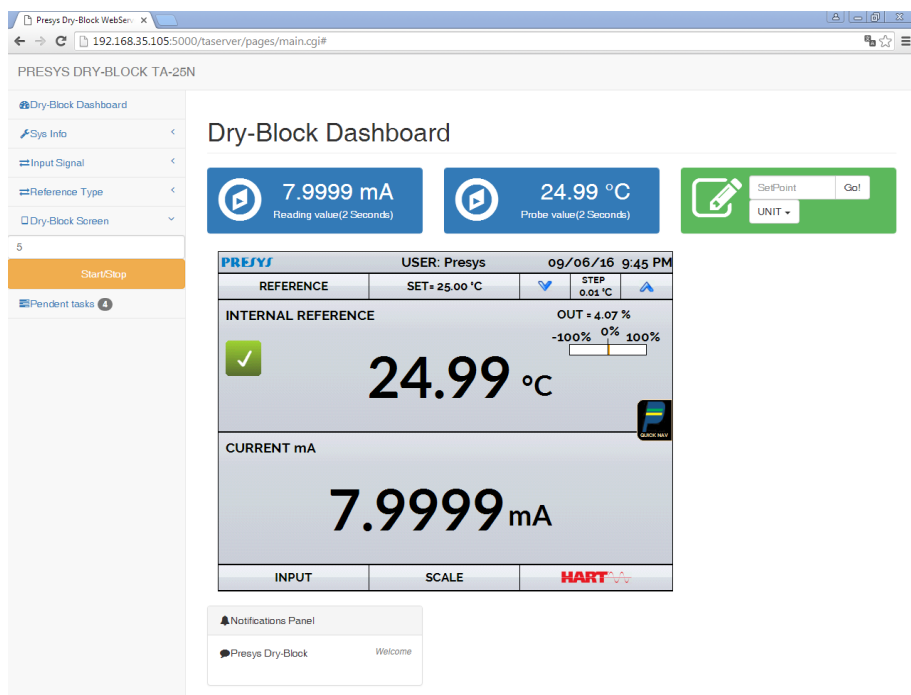 Presys Dry-Block WebServ
192.168.35.105:5000/taserver/pages/main.cgi#
PRESYS DRY-BLOCK TA-25N
Dry-Block Dashboard
Sys Info
Input Signal
Reference Type
Dry-Block Screen
5
Start/Stop
Pendent tasks 4
Dry-Block Dashboard
7.9999 mA
Reading value(2 Seconds)
24.99 °C
Probe value(2 Seconds)
SetPoint Go!
UNIT
PRESYS USER: Presys 09/06/16 9:45 PM
REFERENCE SET= 25.00 °C STEP
0.01 °C
INTERNAL REFERENCE OUT = 4.07 %
-100% 0% 100%
24.99 °C
QUICK NAV
CURRENT mA
7.9999 mA
INPUT SCALE HART
Notifications Panel
Presys Dry-Block Welcome